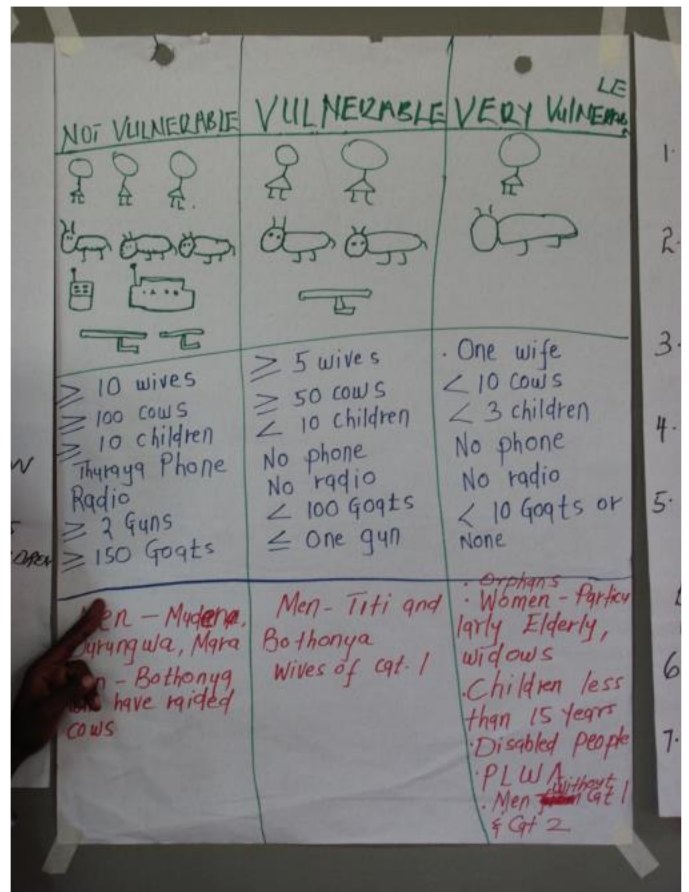 NOT VULNERABLE
≥ 10 wives
≥ 100 cows
≥ 10 children
Thuraya Phone
Radio
≥ 2 Guns
≥ 150 Goats
Men – Mydena,
Mara
– Bothonya
have raided
cows
VULNERABLE
≥ 5 wives
≥ 50 cows
< 10 children
No phone
No radio
< 100 Goats
≤ One gun
Men – Titi and
Bothonya
Wives of cat. 1
VERY VULNERABLE
· One wife
< 10 cows
< 3 children
No phone
No radio
< 10 Goats or
None
· Orphans
· Women – Particu
larly Elderly,
widows
· Children less
than 15 years
· Disabled people
· PLWA
· Men without Cat 1
& Cat 2
1.
2.
3.
4.
5.
6
7.